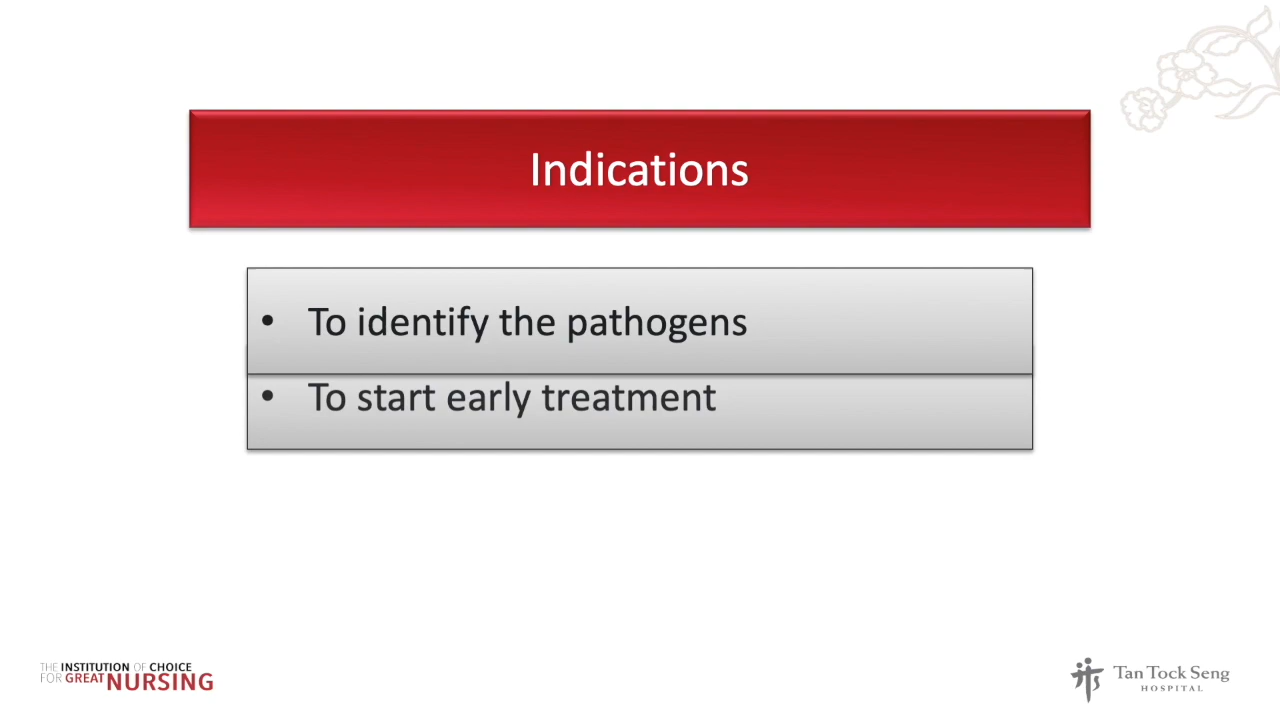 Indications
• To identify the pathogens
• To start early treatment
THE INSTITUTION OF CHOICE
FOR GREAT NURSING
Tan Tock Seng
HOSPITAL